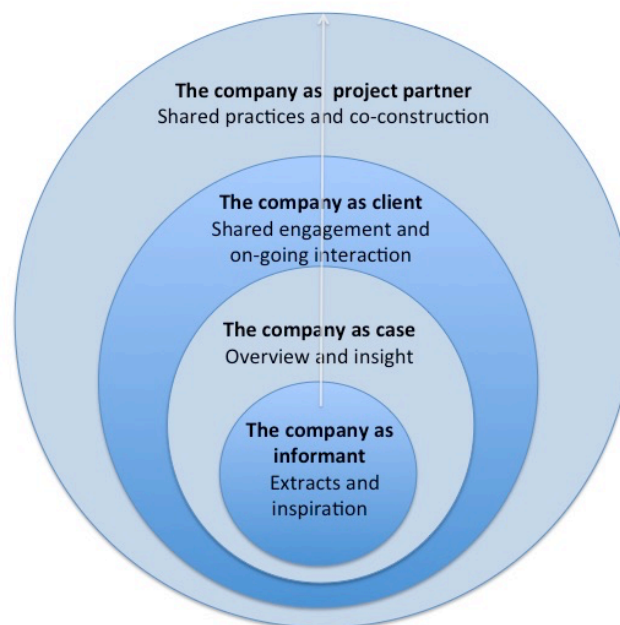 The company as project partner
Shared practices and co-construction
The company as client
Shared engagement and
on-going interaction
The company as case
Overview and insight
The company as
informant
Extracts and
inspiration